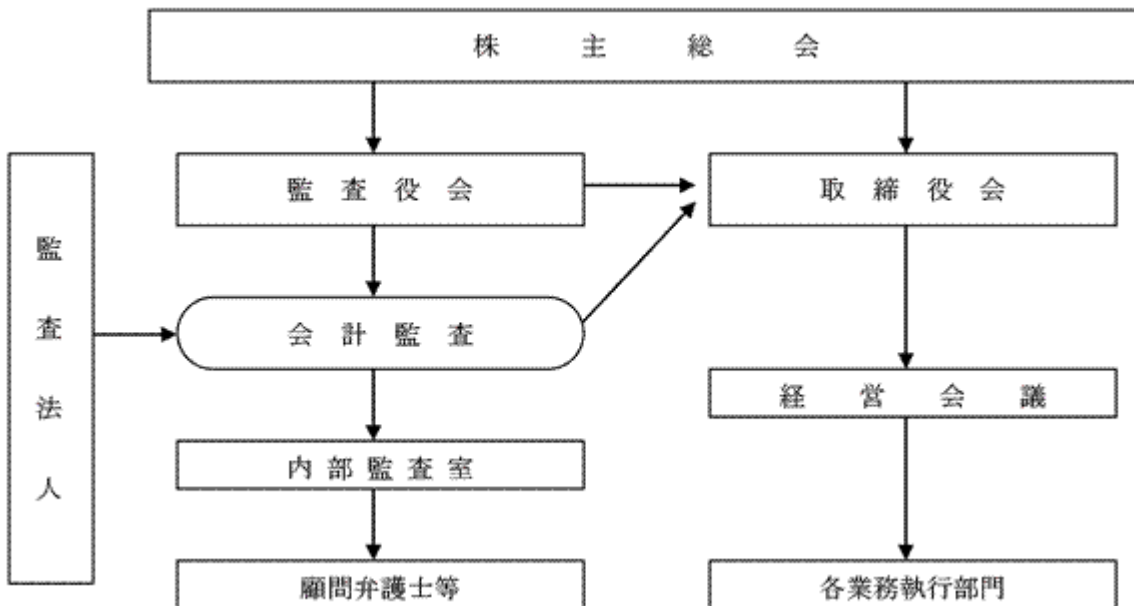 株主総会
監査役会
取締役会
監査法人
会計監査
経営会議
内部監査室
顧問弁護士等
各業務執行部門